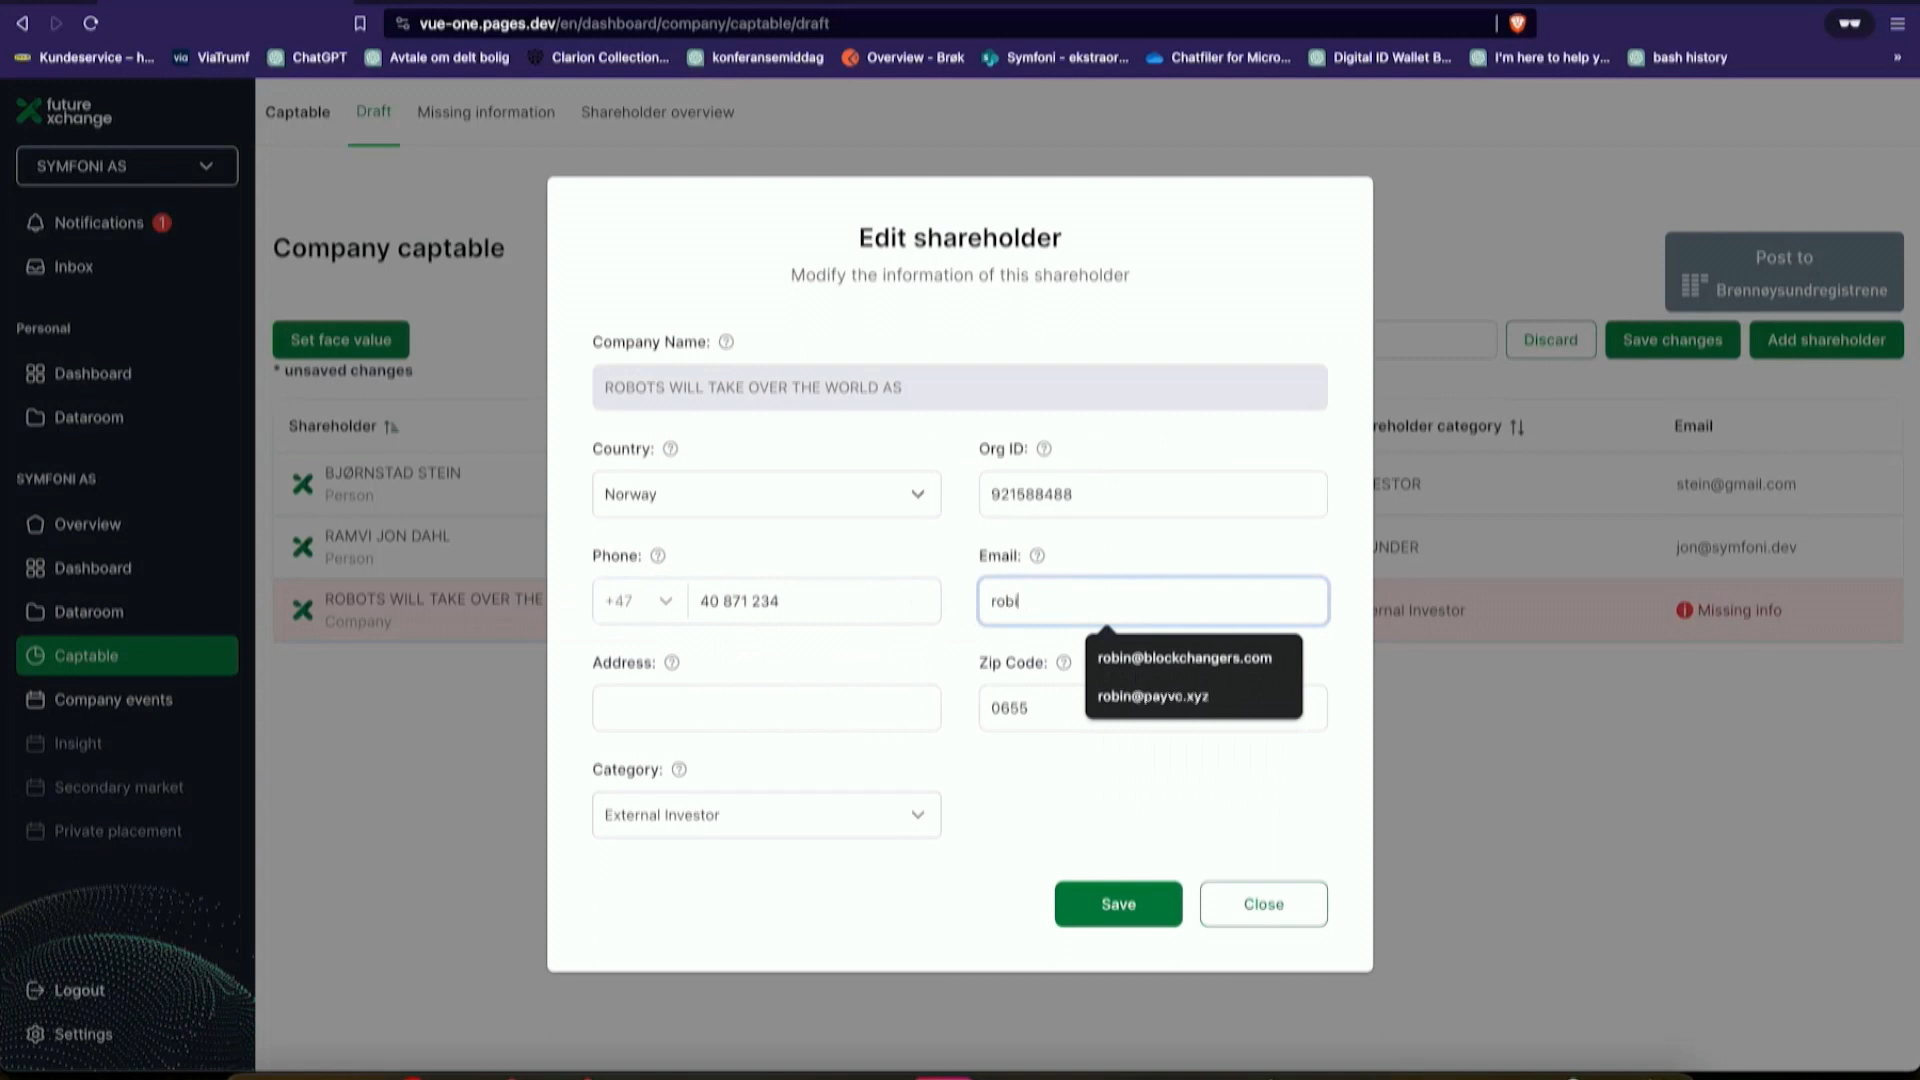 vue-one.pages.dev/en/dashboard/company/captable/draft
Kundeservice – h...
via
ViaTrumf
ChatGPT
Avtale om delt bolig
Clarion Collection...
konferansemiddag
Overview - Brøk
Symfoni - ekstraor...
Chatfiler for Micro...
Digital ID Wallet B...
I'm here to help y...
bash history
»
future
xchange
SYMFONI AS
Notifications 1
Inbox
Personal
Dashboard
Dataroom
SYMFONI AS
Overview
Dashboard
Dataroom
Captable
Company events
Insight
Secondary market
Private placement
Logout
Settings
Captable
Draft
Missing information
Shareholder overview
Company captable
Post to
Brønnøysundregistrene
Set face value
* unsaved changes
Discard
Save changes
Add shareholder
Shareholder
reholder category
Email
BJØRNSTAD STEIN
Person
ESTOR
stein@gmail.com
RAMVI JON DAHL
Person
UNDER
jon@symfoni.dev
ROBOTS WILL TAKE OVER THE
Company
rnal Investor
Missing info
Edit shareholder
Modify the information of this shareholder
Company Name:
ROBOTS WILL TAKE OVER THE WORLD AS
Country:
Org ID:
Norway
921588488
Phone:
Email:
+47
40 871 234
robi
robin@blockchangers.com
robin@payvc.xyz
Address:
Zip Code:
0655
Category:
External Investor
Save
Close